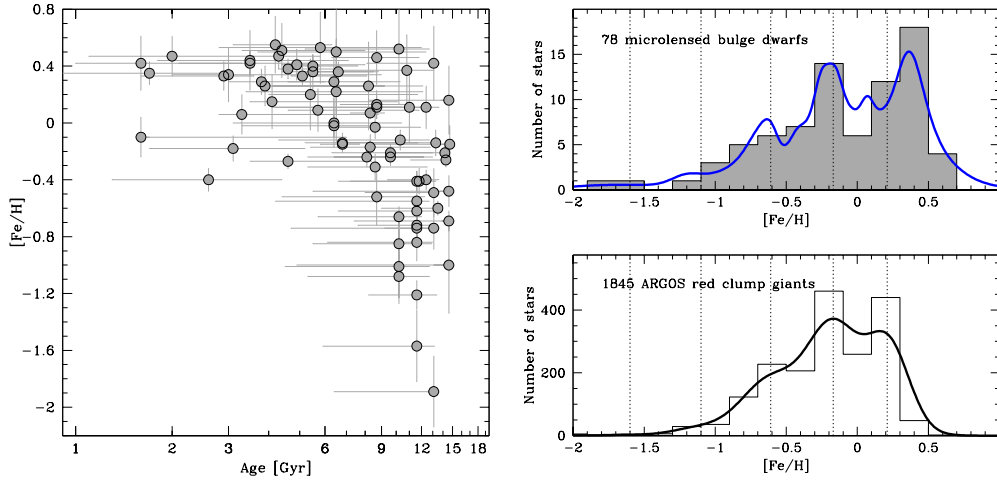 0.8
0.4
0
-0.4
-0.8
-1.2
-1.6
-2
[Fe/H]
1 2 3 6 9 12 15 18
Age [Gyr]
78 microlensed bulge dwarfs
15
10
5
0
Number of stars
-2 -1.5 -1 -0.5 0 0.5
[Fe/H]
1845 ARGOS red clump giants
400
200
0
Number of stars
-2 -1.5 -1 -0.5 0 0.5
[Fe/H]